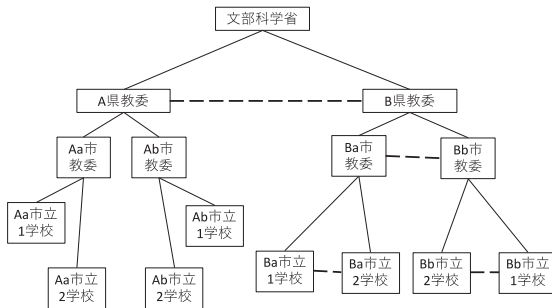 文部科学省
A県教委
B県教委
Aa市
教委
Ab市
教委
Ba市
教委
Bb市
教委
Aa市立
1学校
Ab市立
1学校
Aa市立
2学校
Ab市立
2学校
Ba市立
1学校
Ba市立
2学校
Bb市立
2学校
Bb市立
1学校